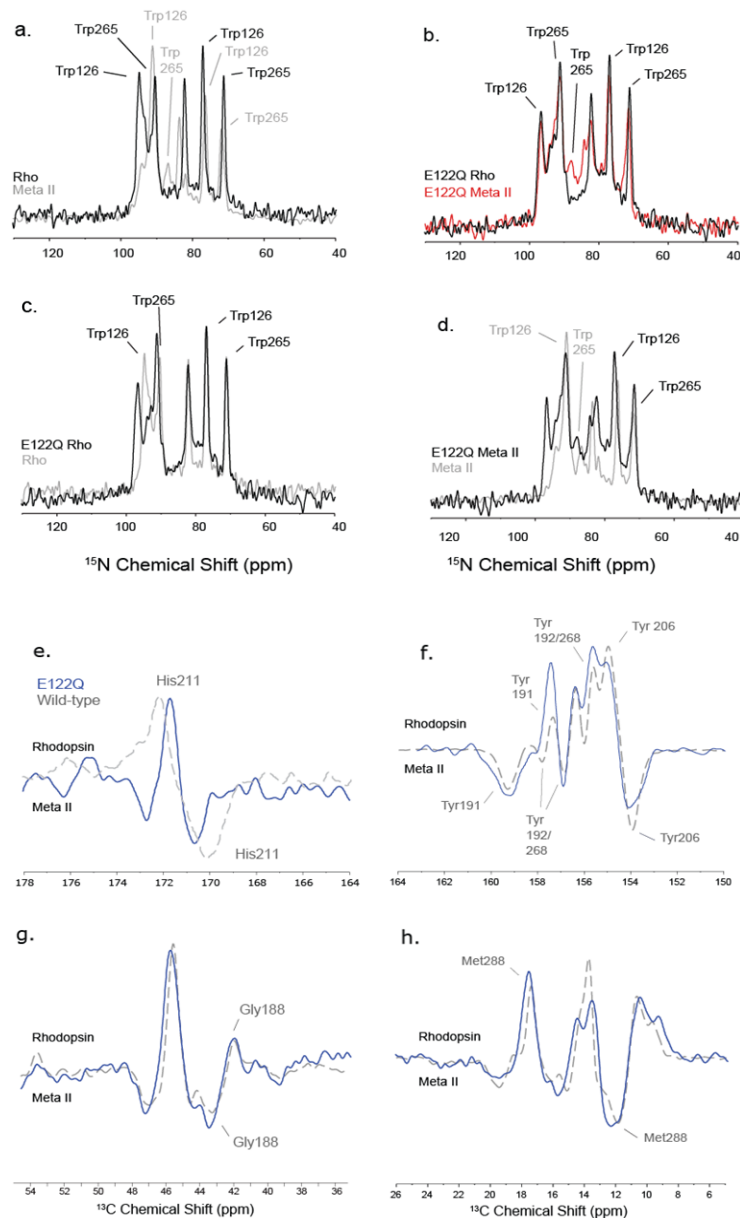 a.
Trp126
Trp265
Trp126
Trp
265
Trp126
Trp126
Trp265
Trp265
Rho
Meta II
120 100 80 60 40
b.
Trp265
Trp126
Trp
265
Trp126
Trp265
E122Q Rho
E122Q Meta II
120 100 80 60 40
c.
Trp265
Trp126
Trp126
Trp265
E122Q Rho
Rho
120 100 80 60 40
15N Chemical Shift (ppm)
d.
Trp126
Trp
265
Trp126
Trp265
E122Q Meta II
Meta II
120 100 80 60 40
15N Chemical Shift (ppm)
e.
E122Q
Wild-type
His211
Rhodopsin
Meta II
His211
178 176 174 172 170 168 166 164
f.
Tyr
192/268
Tyr 206
Tyr
191
Rhodopsin
Meta II
Tyr191
Tyr
192/
268
Tyr206
164 162 160 158 156 154 152 150
g.
Gly188
Rhodopsin
Meta II
Gly188
54 52 50 48 46 44 42 40 38 36
13C Chemical Shift (ppm)
h.
Met288
Rhodopsin
Meta II
Met288
26 24 22 20 18 16 14 12 10 8 6
13C Chemical Shift (ppm)